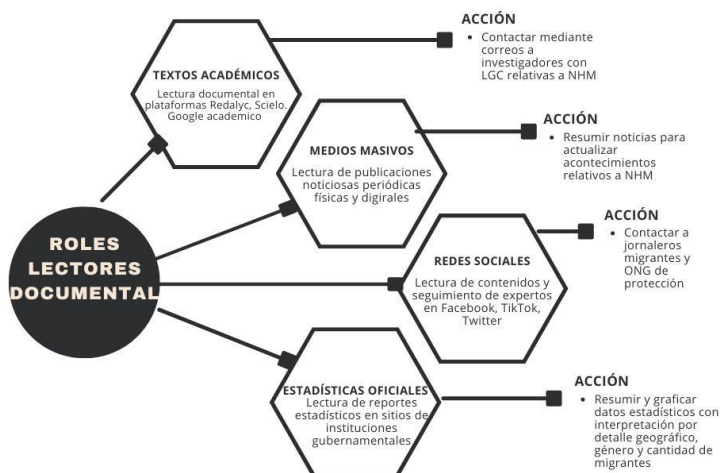 ACCIÓN
• Contactar mediante
correos a
investigadores con
LGC relativas a NHM
TEXTOS ACADÉMICOS
Lectura documental en
plataformas Redalyc, Scielo.
Google academico
ACCIÓN
• Resumir noticias para
actualizar
acontecimientos
relativos a NHM
MEDIOS MASIVOS
Lectura de publicaciones
noticiosas periódicas
físicas y digirales
ROLES
LECTORES
DOCUMENTAL
ACCIÓN
• Contactar a
jornaleros
migrantes y
ONG de
protección
REDES SOCIALES
Lectura de contenidos y
seguimiento de expertos
en Facebook, TikTok,
Twitter
ESTADÍSTICAS OFICIALES
Lectura de reportes
estadísticos en sitios de
instituciones
gubernamentales
ACCIÓN
• Resumir y graficar
datos estadísticos con
interpretación por
detalle geográfico,
género y cantidad de
migrantes